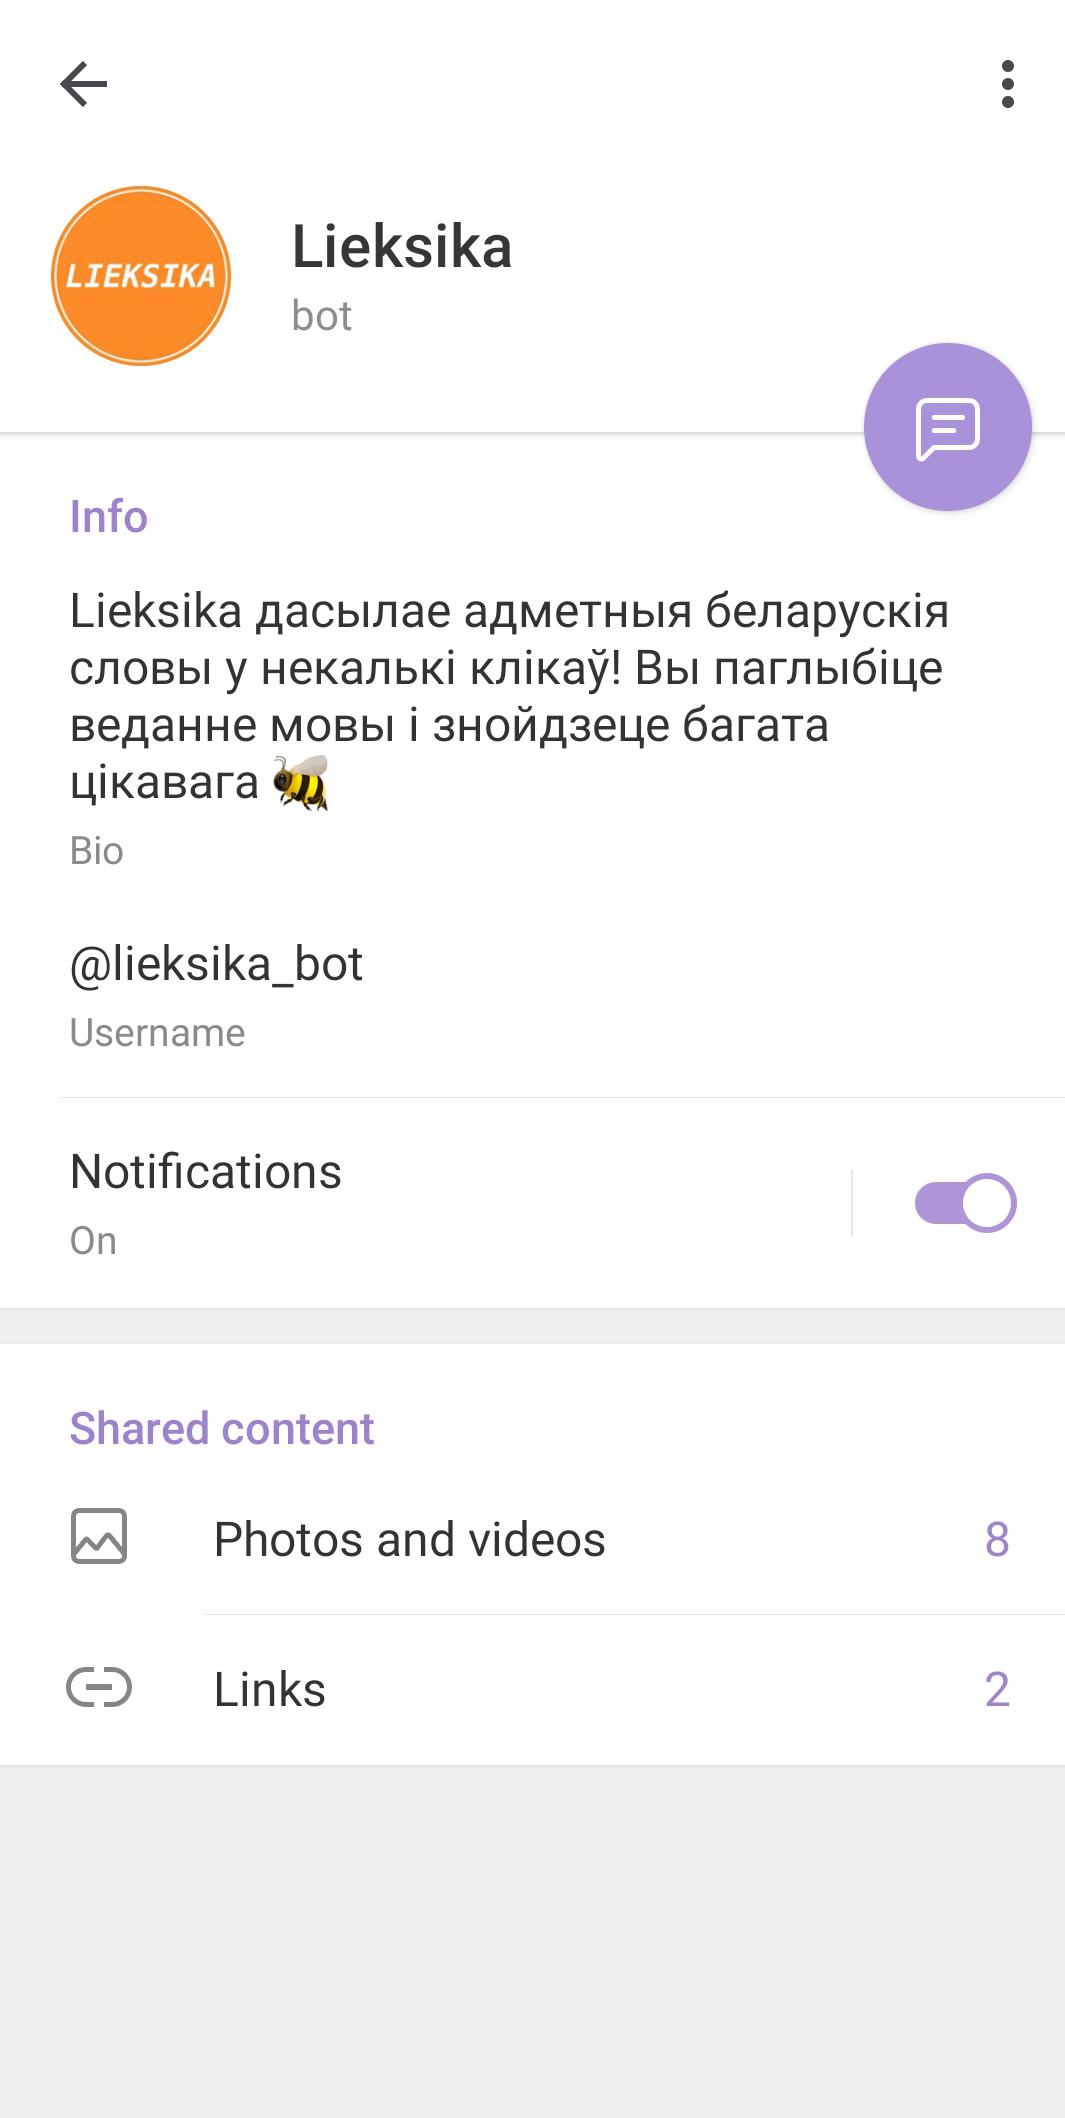 LIEKSIKA
Lieksika
bot
Info
Lieksika дасылае адметныя беларускія
словы у некалькі клікаў! Вы паглыбіце
веданне мовы і знойдзеце багата
цікавага 🐝
Bio
@lieksika_bot
Username
Notifications
On
Shared content
Photos and videos 8
Links 2